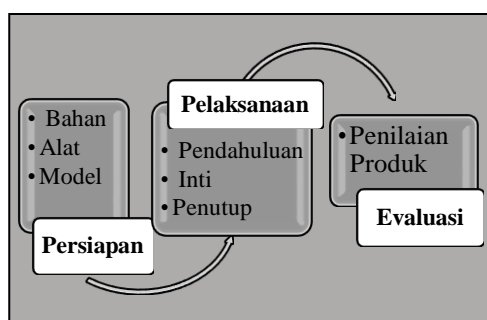 • Bahan
• Alat
• Model
Persiapan
Pelaksanaan
• Pendahuluan
• Inti
• Penutup
• Penilaian
Produk
Evaluasi